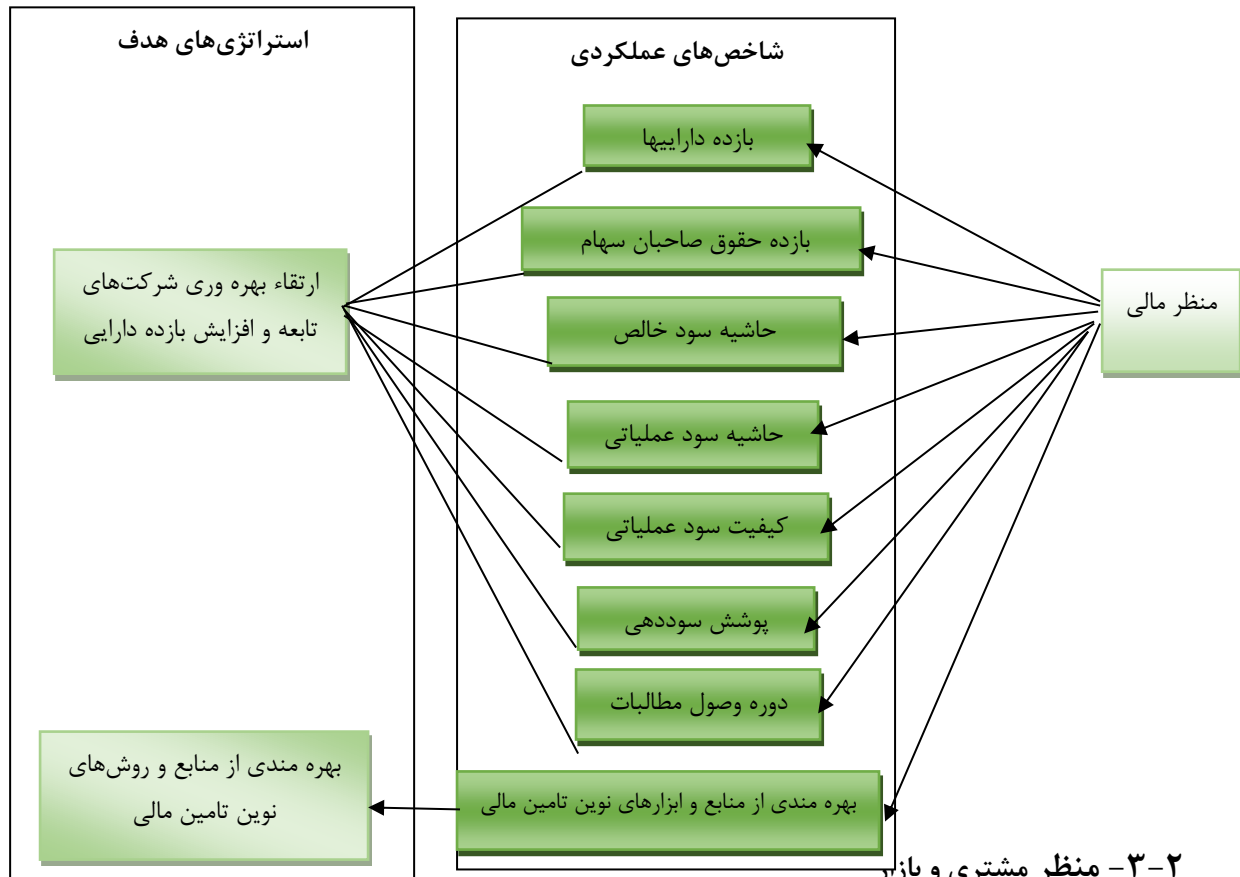 استراتژی‌های هدف
شاخص‌های عملکردی
بازده داراییها
بازده حقوق صاحبان سهام
حاشیه سود خالص
حاشیه سود عملیاتی
کیفیت سود عملیاتی
پوشش سوددهی
دوره وصول مطالبات
بهره مندی از منابع و ابزارهای نوین تامین مالی
منظر مالی
ارتقاء بهره وری شرکت‌های
تابعه و افزایش بازده دارایی
بهره مندی از منابع و روش‌های
نوین تامین مالی
۲-۳- منظر مشتری و